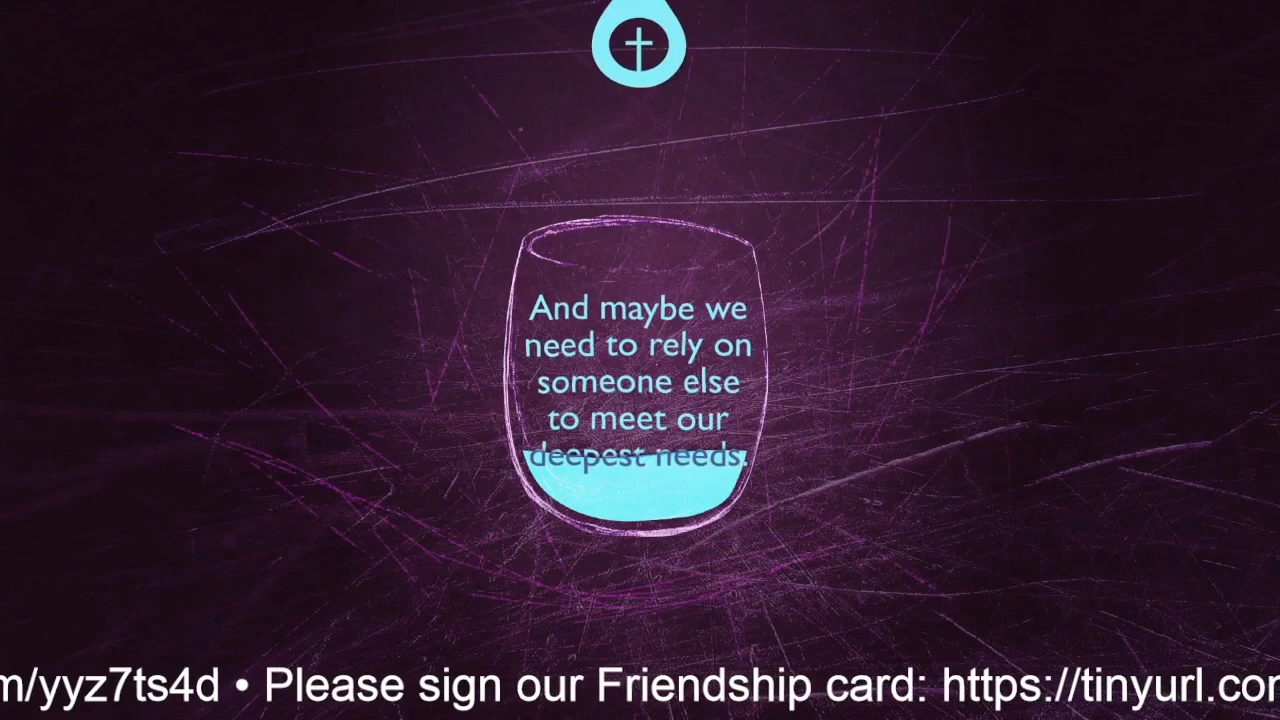 And maybe we
need to rely on
someone else
to meet our
deepest needs.
m/yyz7ts4d • Please sign our Friendship card: https://tinyurl.com